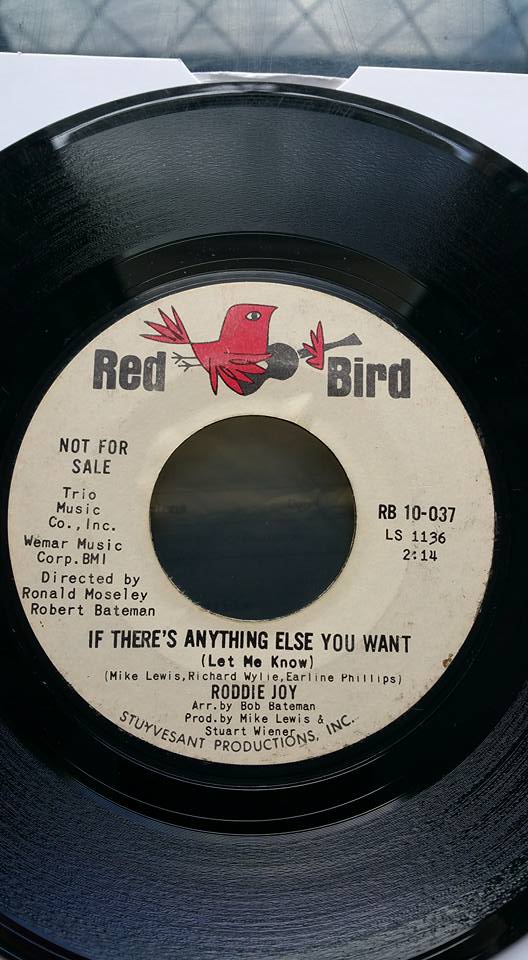 Red Bird
NOT FOR
SALE
Trio
Music
Co.,Inc.
Wemar Music
Corp.BMI
Directed by
Ronald Moseley
Robert Bateman
RB 10-037
LS 1136
2:14
IF THERE'S ANYTHING ELSE YOU WANT
(Let Me Know)
(Mike Lewis,Richard Wylie,Earline Phillips)
RODDIE JOY
Arr.by Bob Bateman
Prod.by Mike Lewis &
Stuart Wiener
STUYVESANT PRODUCTIONS, INC.